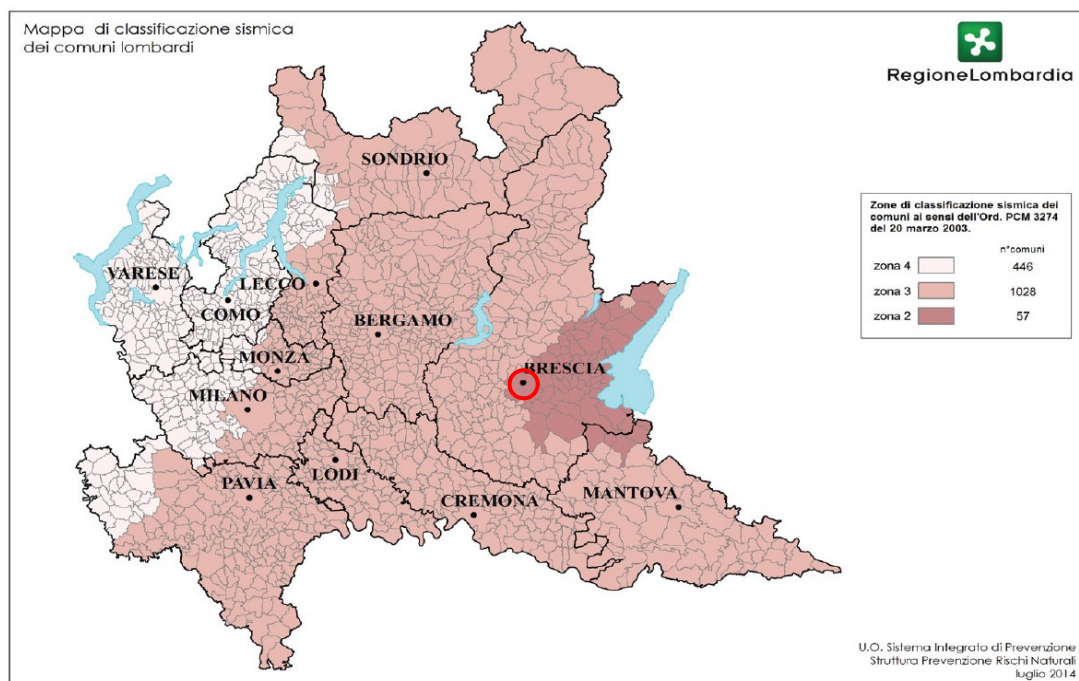 Mappa di classificazione sismica
dei comuni lombardi
RegioneLombardia
SONDRIO
VARESE
LECCO
COMO
BERGAMO
MONZA
BRESCIA
MILANO
LODI
PAVIA
CREMONA
MANTOVA
Zone di classificazione sismica dei
comuni ai sensi dell'Ord. PCM 3274
del 20 marzo 2003.
n°comuni
zona 4 446
zona 3 1028
zona 2 57
U.O. Sistema Integrato di Prevenzione
Struttura Prevenzione Rischi Naturali
luglio 2014